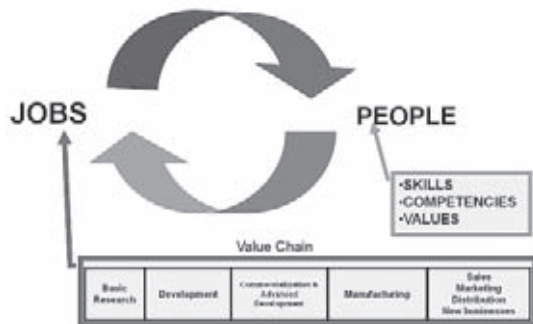 JOBS
PEOPLE
•SKILLS
•COMPETENCIES
•VALUES
Value Chain
Basic
Research
Development
Commercialization &
Advanced
Development
Manufacturing
Sales
Marketing
Distribution
New businesses